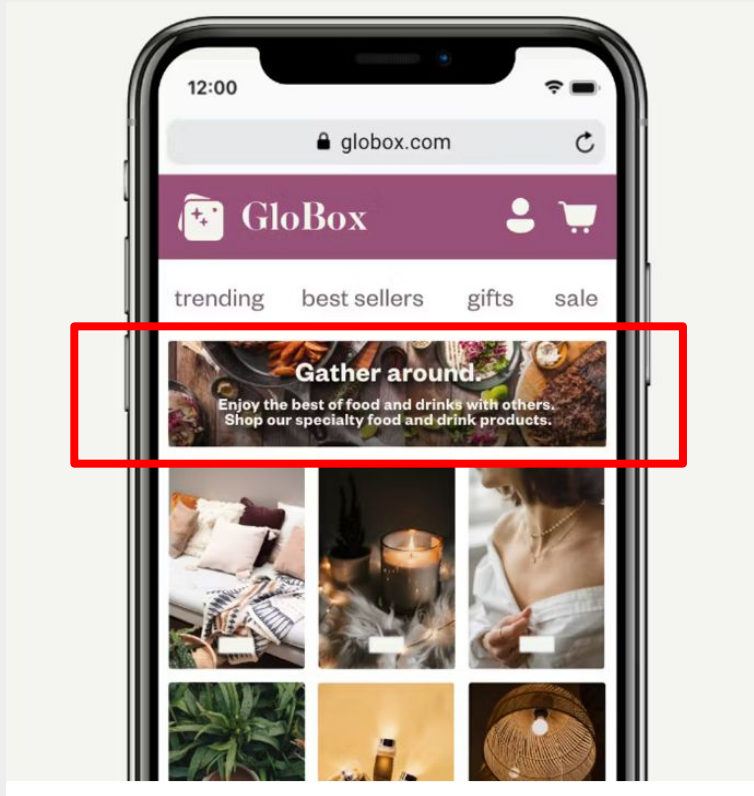 12:00
globox.com
GloBox
trending best sellers gifts sale
Gather around.
Enjoy the best of food and drinks with others.
Shop our specialty food and drink products.